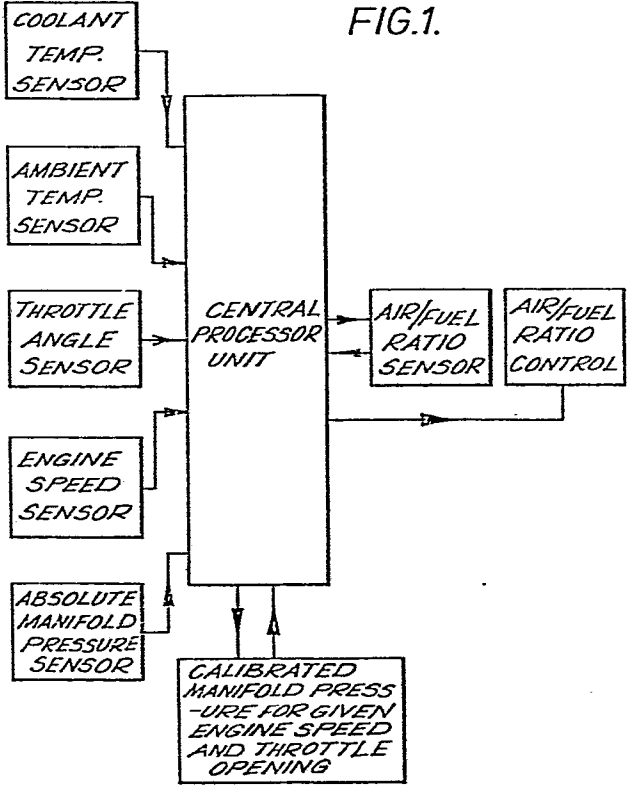 FIG.1.
COOLANT
TEMP.
SENSOR
AMBIENT
TEMP.
SENSOR
THROTTLE
ANGLE
SENSOR
ENGINE
SPEED
SENSOR
ABSOLUTE
MANIFOLD
PRESSURE
SENSOR
CENTRAL
PROCESSOR
UNIT
AIR/FUEL
RATIO
SENSOR
AIR/FUEL
RATIO
CONTROL
CALIBRATED
MANIFOLD PRESS
-URE FOR GIVEN
ENGINE SPEED
AND THROTTLE
OPENING